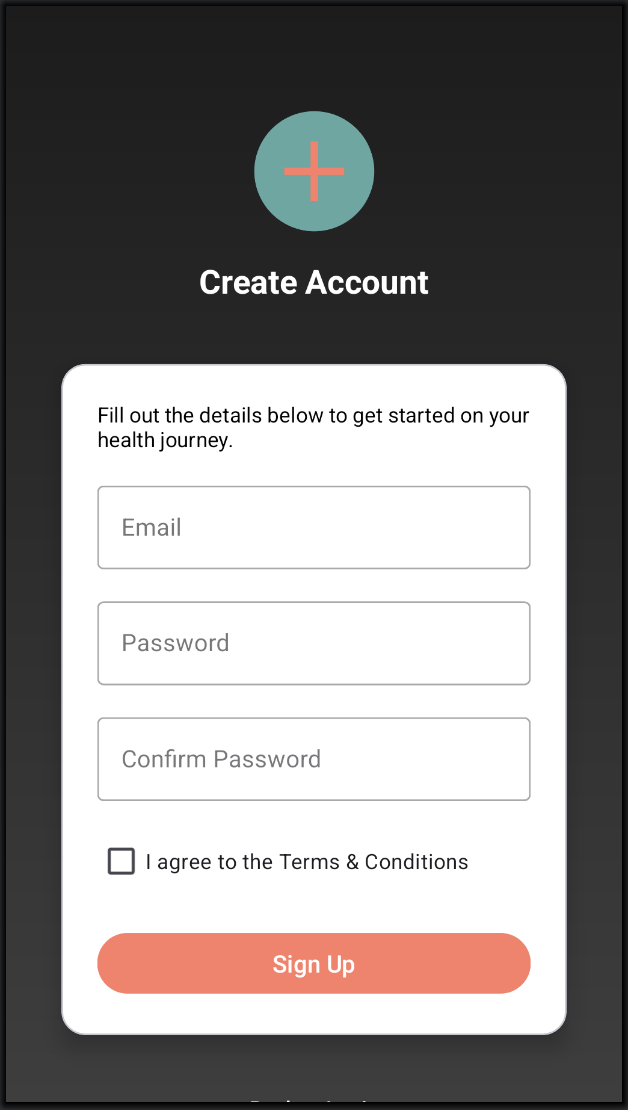 Create Account
Fill out the details below to get started on your
health journey.
Email
Password
Confirm Password
I agree to the Terms & Conditions
Sign Up